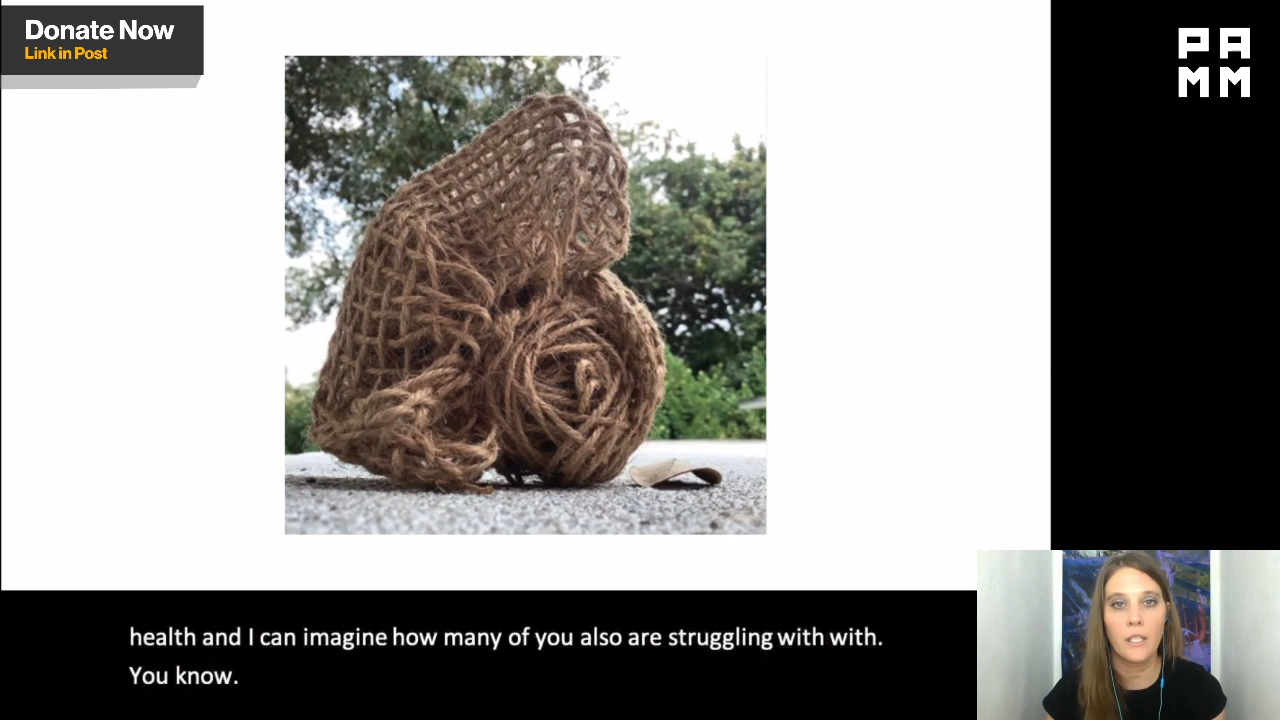 Donate Now
Link in Post
PA
MM
health and I can imagine how many of you also are struggling with with.
You know.